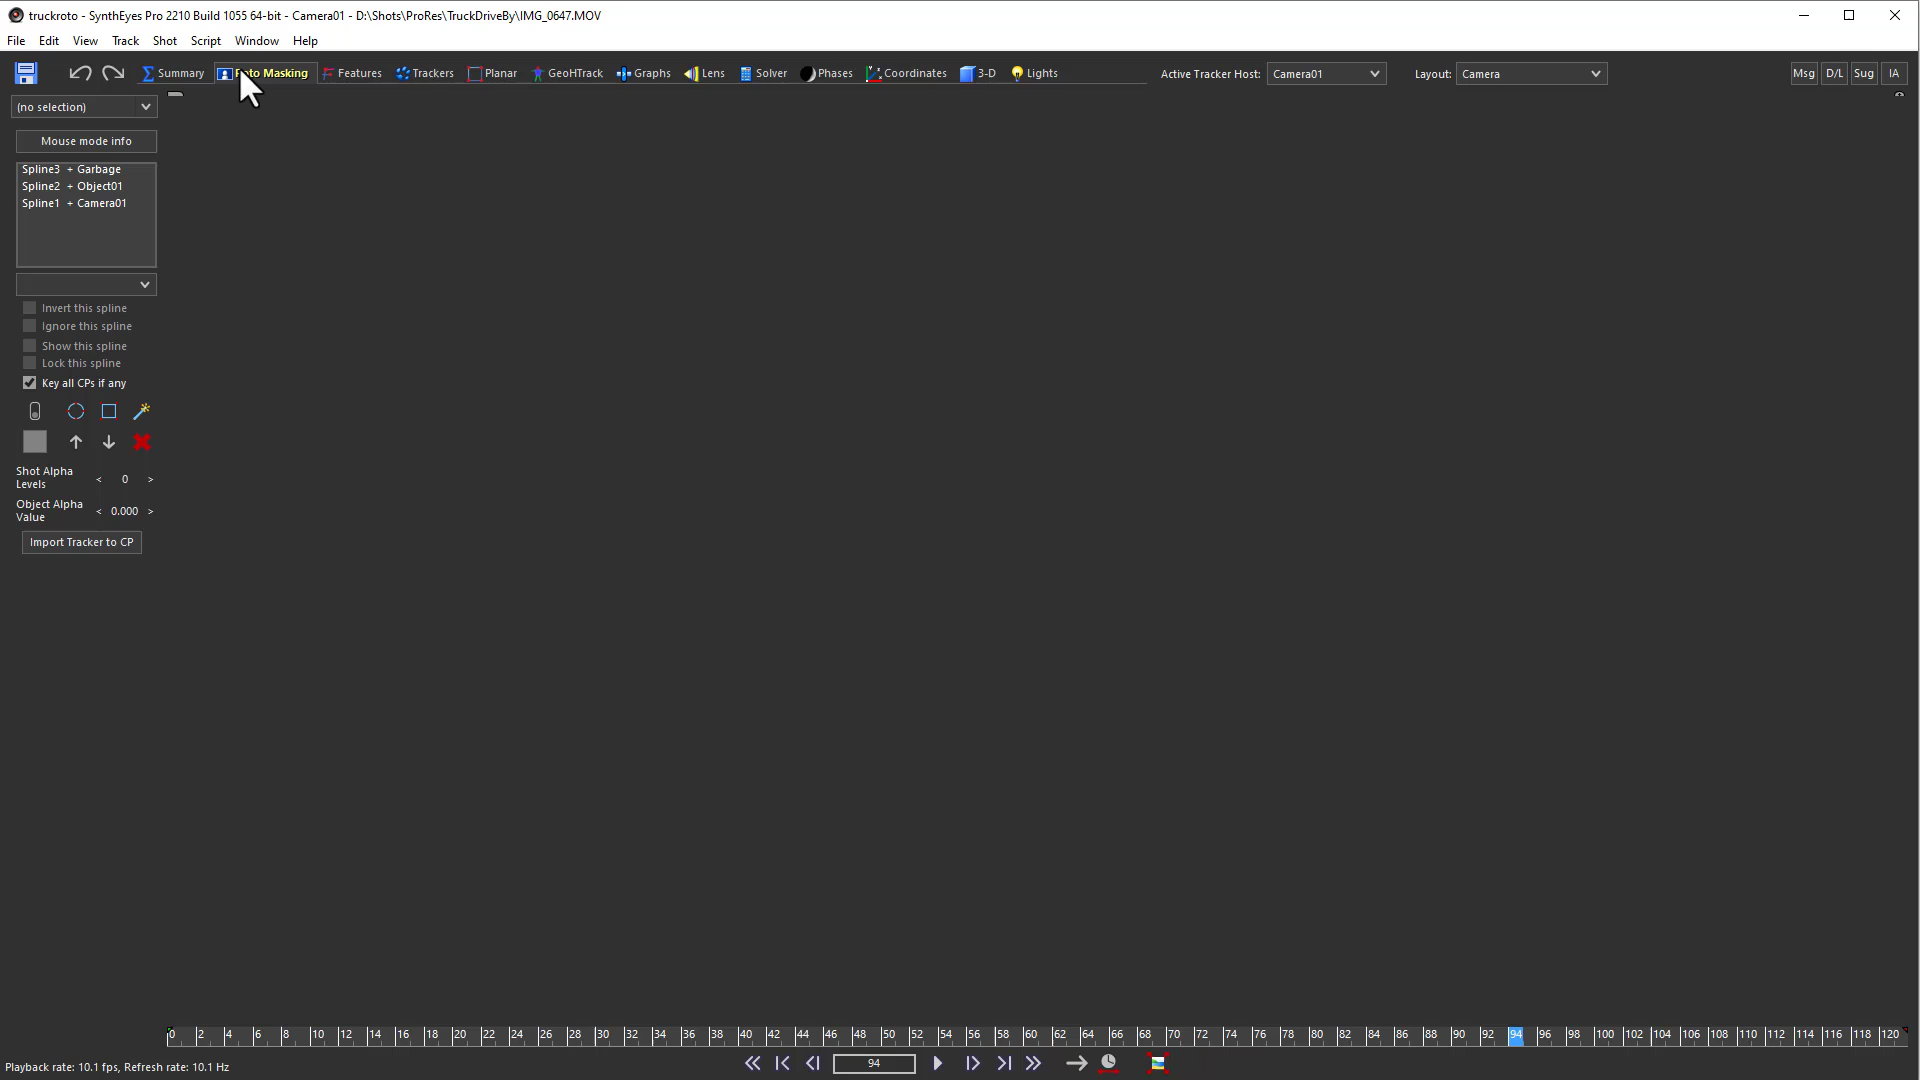 truckroto - SynthEyes Pro 2210 Build 1055 64-bit - Camera01 - D:\Shots\ProRes\TruckDriveBy\IMG_0647.MOV
File Edit View Track Shot Script Window Help
Summary Masking Features Trackers Planar GeoHTrack Graphs Lens Solver Phases Coordinates 3-D Lights Active Tracker Host: Camera01 Layout: Camera Msg D/L Sug IA
(no selection)
Mouse mode info
Spline3 + Garbage
Spline2 + Object01
Spline1 + Camera01
Invert this spline
Ignore this spline
Show this spline
Lock this spline
Key all CPs if any
Shot Alpha
Levels < 0 >
Object Alpha
Value < 0.000 >
Import Tracker to CP
0 2 4 6 8 10 12 14 16 18 20 22 24 26 28 30 32 34 36 38 40 42 44 46 48 50 52 54 56 58 60 62 64 66 68 70 72 74 76 78 80 82 84 86 88 90 92 94 96 98 100 102 104 106 108 110 112 114 116 118 120
94
Playback rate: 10.1 fps, Refresh rate: 10.1 Hz